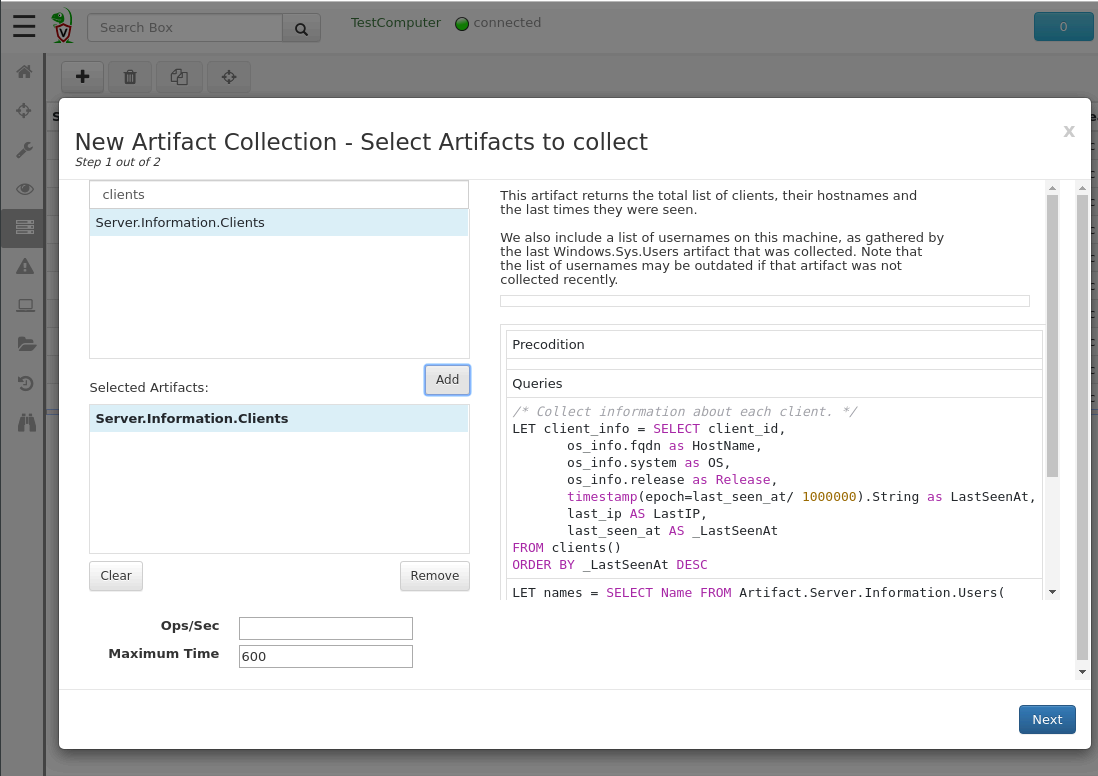 Search Box
TestComputer connected
0
New Artifact Collection - Select Artifacts to collect
x
Step 1 out of 2
clients
Server.Information.Clients
Selected Artifacts:
Add
Server.Information.Clients
Clear
Remove
Ops/Sec
Maximum Time 600
This artifact returns the total list of clients, their hostnames and
the last times they were seen.
We also include a list of usernames on this machine, as gathered by
the last Windows.Sys.Users artifact that was collected. Note that
the list of usernames may be outdated if that artifact was not
collected recently.
Precodition
Queries
/* Collect information about each client. */
LET client_info = SELECT client_id,
os_info.fqdn as HostName,
os_info.system as OS,
os_info.release as Release,
timestamp(epoch=last_seen_at/ 1000000).String as LastSeenAt,
last_ip AS LastIP,
last_seen_at AS _LastSeenAt
FROM clients()
ORDER BY _LastSeenAt DESC
LET names = SELECT Name FROM Artifact.Server.Information.Users(
Next